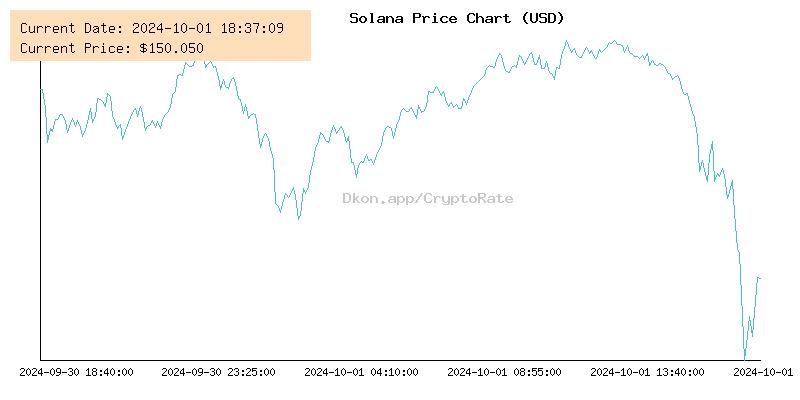 Solana Price Chart (USD)
Current Date: 2024-10-01 18:37:09
Current Price: $150.050
Dkon.app/CryptoRate
2024-09-30 18:40:00
2024-09-30 23:25:00
2024-10-01 04:10:00
2024-10-01 08:55:00
2024-10-01 13:40:00
2024-10-01